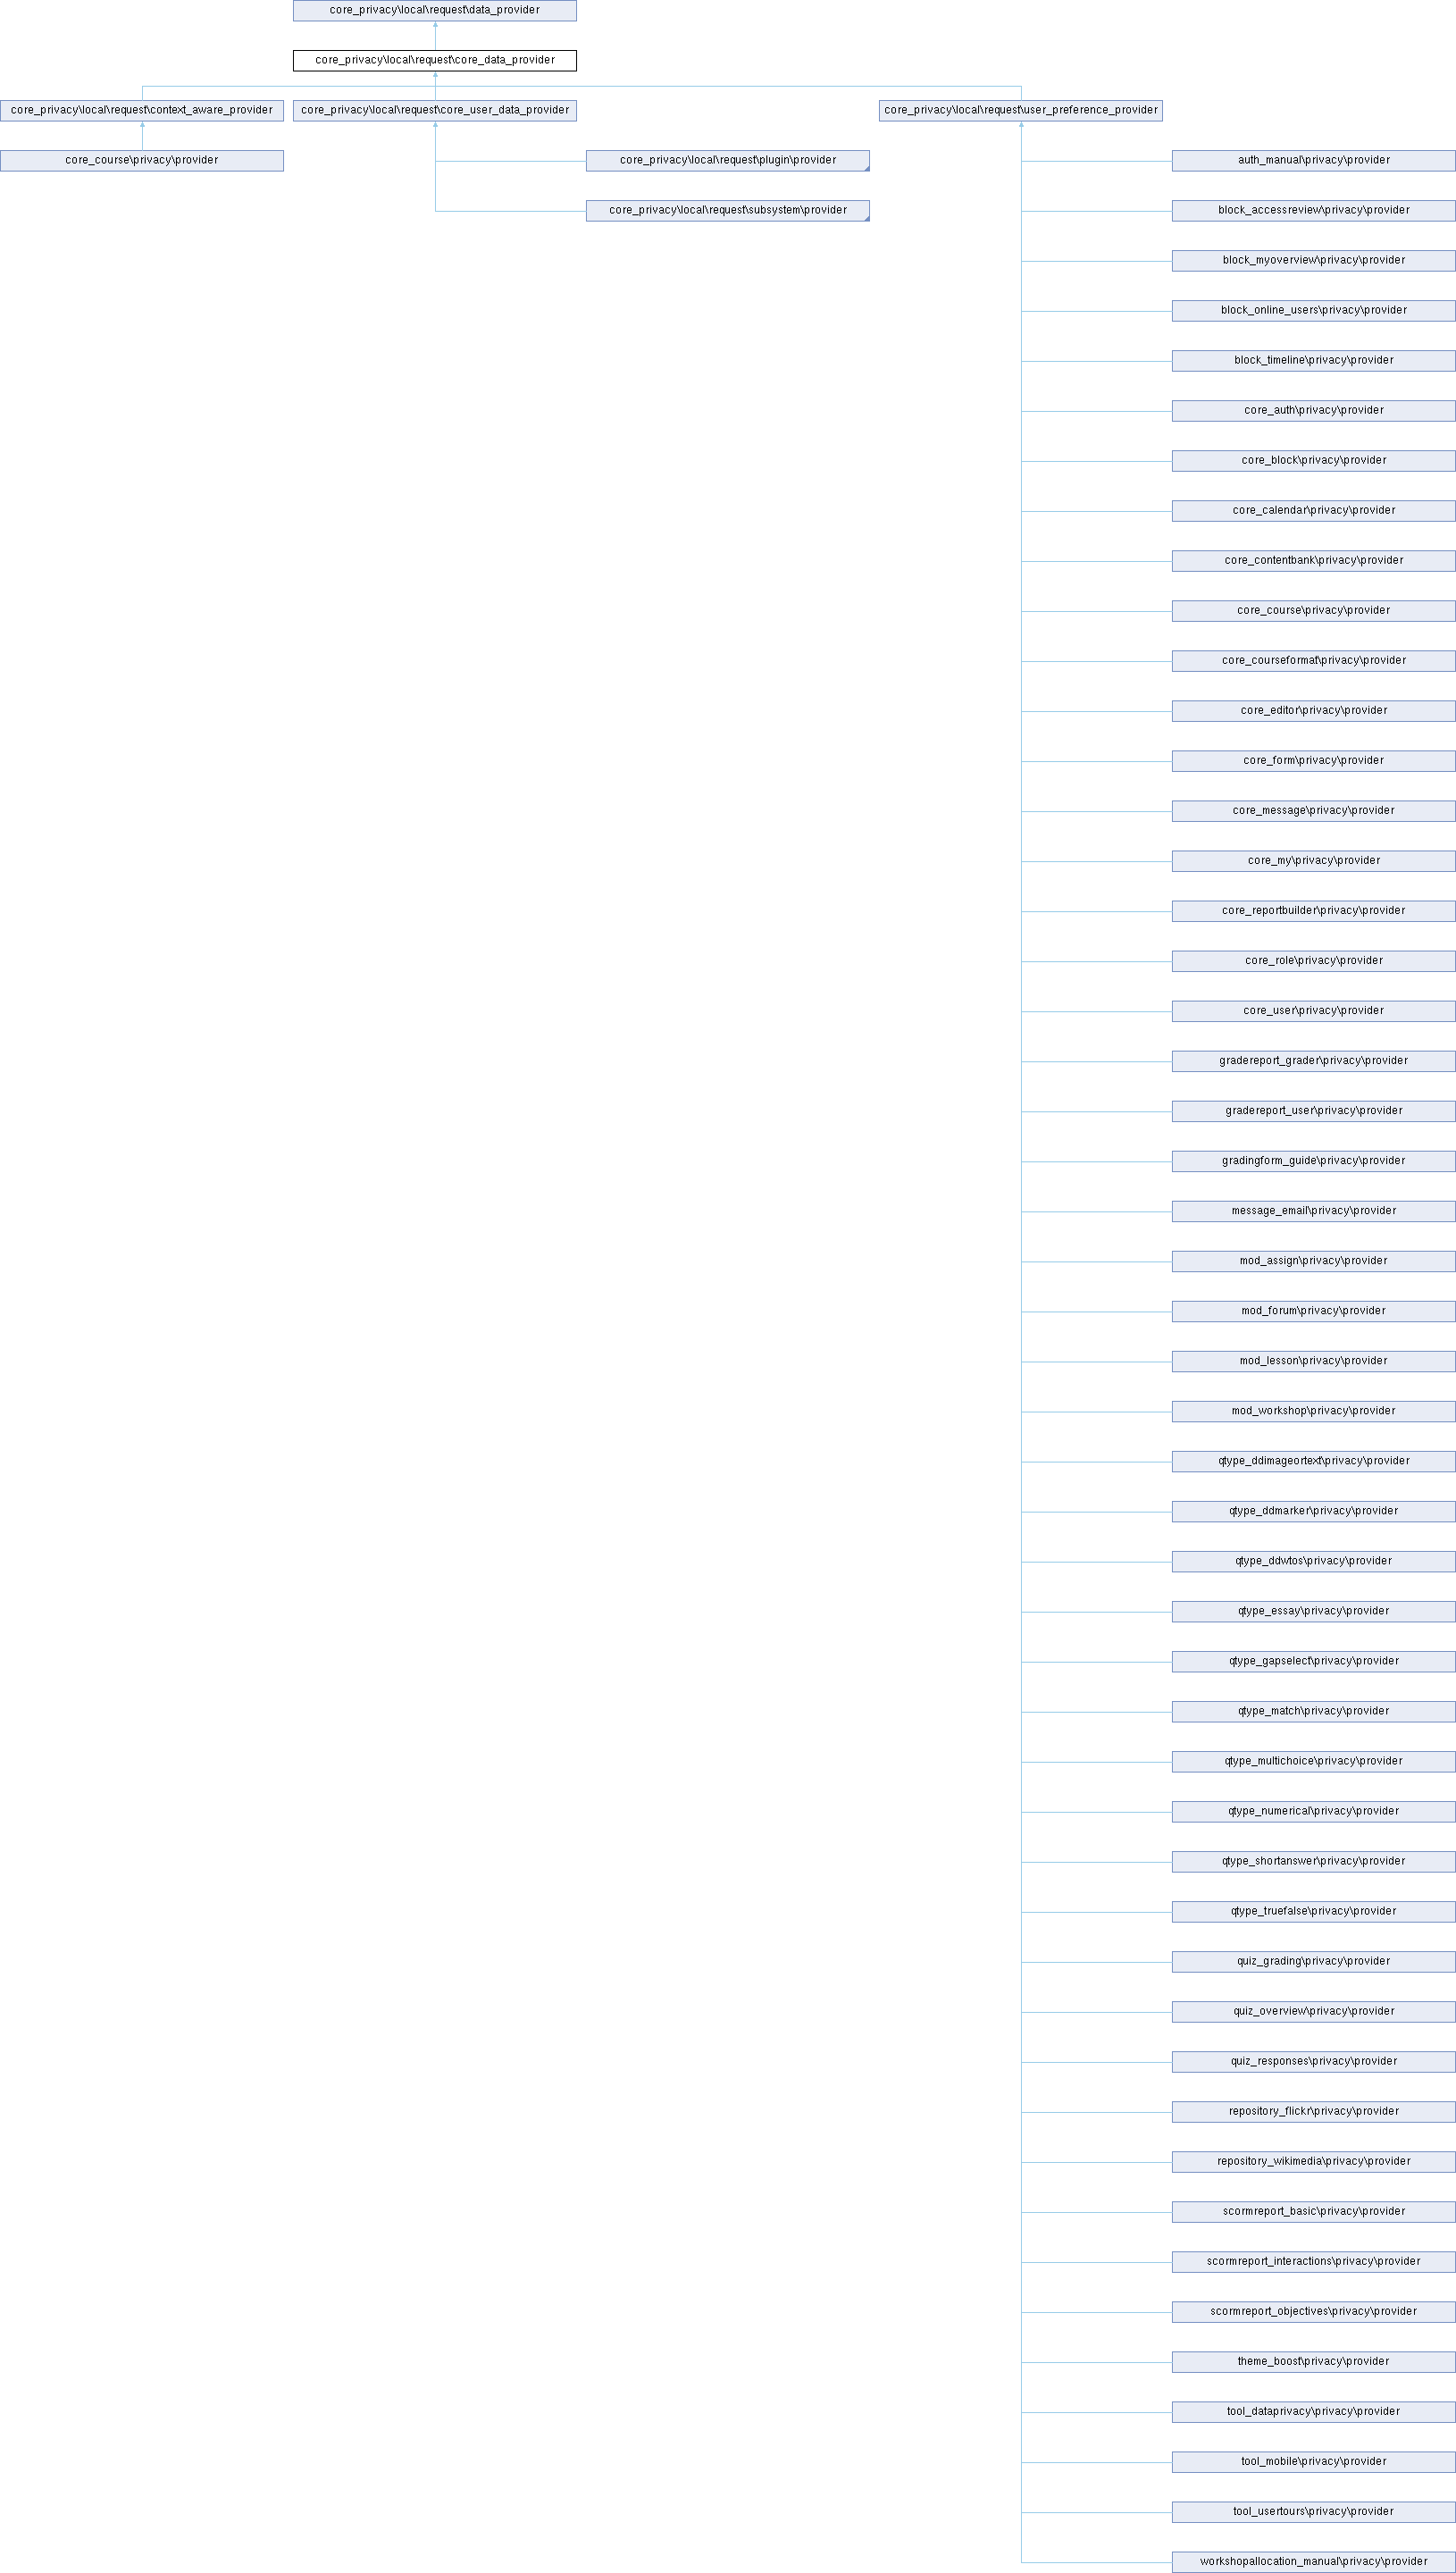 core_privacy\local\request\data_provider
core_privacy\local\request\core_data_provider
core_privacy\local\request\context_aware_provider
core_privacy\local\request\core_user_data_provider
core_privacy\local\request\user_preference_provider
core_course\privacy\provider
core_privacy\local\request\plugin\provider
auth_manual\privacy\provider
core_privacy\local\request\subsystem\provider
block_accessreview\privacy\provider
block_myoverview\privacy\provider
block_online_users\privacy\provider
block_timeline\privacy\provider
core_auth\privacy\provider
core_block\privacy\provider
core_calendar\privacy\provider
core_contentbank\privacy\provider
core_course\privacy\provider
core_courseformat\privacy\provider
core_editor\privacy\provider
core_form\privacy\provider
core_message\privacy\provider
core_my\privacy\provider
core_reportbuilder\privacy\provider
core_role\privacy\provider
core_user\privacy\provider
gradereport_grader\privacy\provider
gradereport_user\privacy\provider
gradingform_guide\privacy\provider
message_email\privacy\provider
mod_assign\privacy\provider
mod_forum\privacy\provider
mod_lesson\privacy\provider
mod_workshop\privacy\provider
qtype_ddimageortext\privacy\provider
qtype_ddmarker\privacy\provider
qtype_ddwtos\privacy\provider
qtype_essay\privacy\provider
qtype_gapselect\privacy\provider
qtype_match\privacy\provider
qtype_multichoice\privacy\provider
qtype_numerical\privacy\provider
qtype_shortanswer\privacy\provider
qtype_truefalse\privacy\provider
quiz_grading\privacy\provider
quiz_overview\privacy\provider
quiz_responses\privacy\provider
repository_flickr\privacy\provider
repository_wikimedia\privacy\provider
scormreport_basic\privacy\provider
scormreport_interactions\privacy\provider
scormreport_objectives\privacy\provider
theme_boost\privacy\provider
tool_dataprivacy\privacy\provider
tool_mobile\privacy\provider
tool_usertours\privacy\provider
workshopallocation_manual\privacy\provider